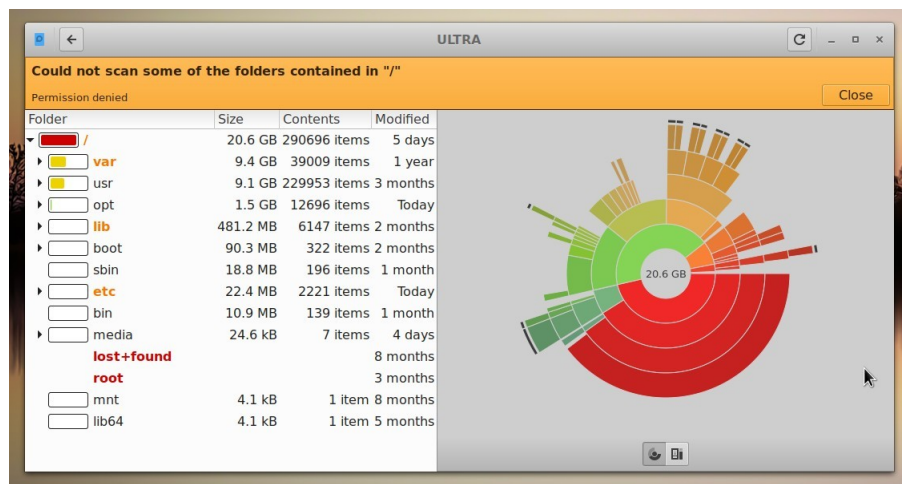 ULTRA
Could not scan some of the folders contained in "/"
Permission denied
Close
Folder Size Contents Modified
/ 20.6 GB 290696 items 5 days
var 9.4 GB 39009 items 1 year
usr 9.1 GB 229953 items 3 months
opt 1.5 GB 12696 items Today
lib 481.2 MB 6147 items 2 months
boot 90.3 MB 322 items 2 months
sbin 18.8 MB 196 items 1 month
etc 22.4 MB 2221 items Today
bin 10.9 MB 139 items 1 month
media 24.6 kB 7 items 4 days
lost+found 8 months
root 3 months
mnt 4.1 kB 1 item 8 months
lib64 4.1 kB 1 item 5 months
20.6 GB